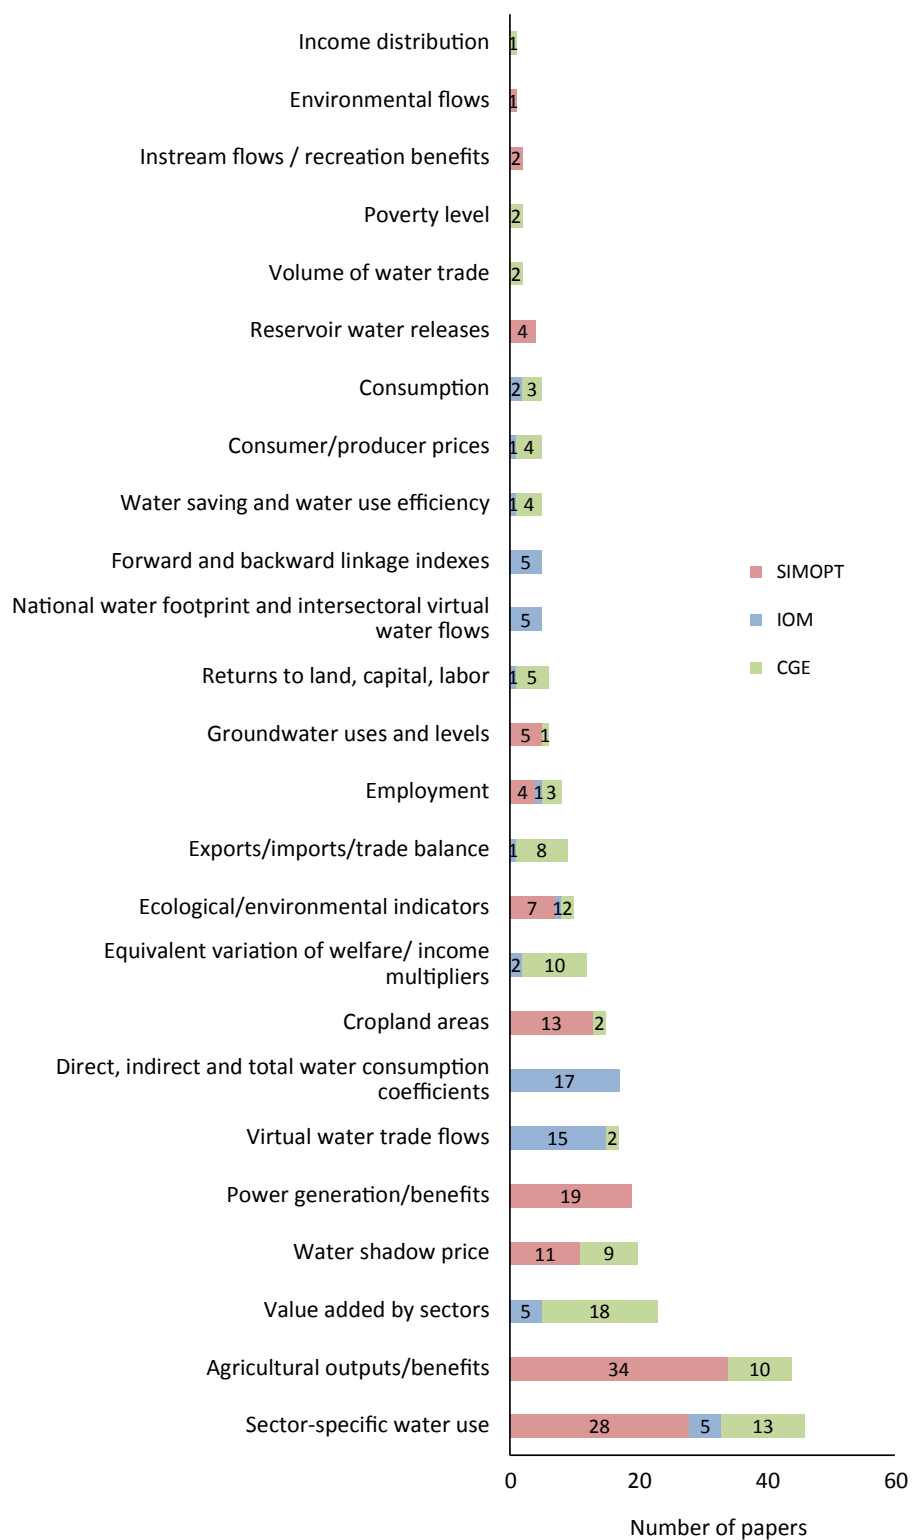 Income distribution 1
Environmental flows 1
Instream flows / recreation benefits 2
Poverty level 2
Volume of water trade 2
Reservoir water releases 4
Consumption 2 3
Consumer/producer prices 1 4
Water saving and water use efficiency 1 4
Forward and backward linkage indexes 5
National water footprint and intersectoral virtual
water flows 5
Returns to land, capital, labor 1 5
Groundwater uses and levels 5 1
Employment 4 1 3
Exports/imports/trade balance 1 8
Ecological/environmental indicators 7 1 2
Equivalent variation of welfare/ income
multipliers 2 10
Cropland areas 13 2
Direct, indirect and total water consumption
coefficients 17
Virtual water trade flows 15 2
Power generation/benefits 19
Water shadow price 11 9
Value added by sectors 5 18
Agricultural outputs/benefits 34 10
Sector-specific water use 28 5 13
SIMOPT
IOM
CGE
0 20 40 60
Number of papers